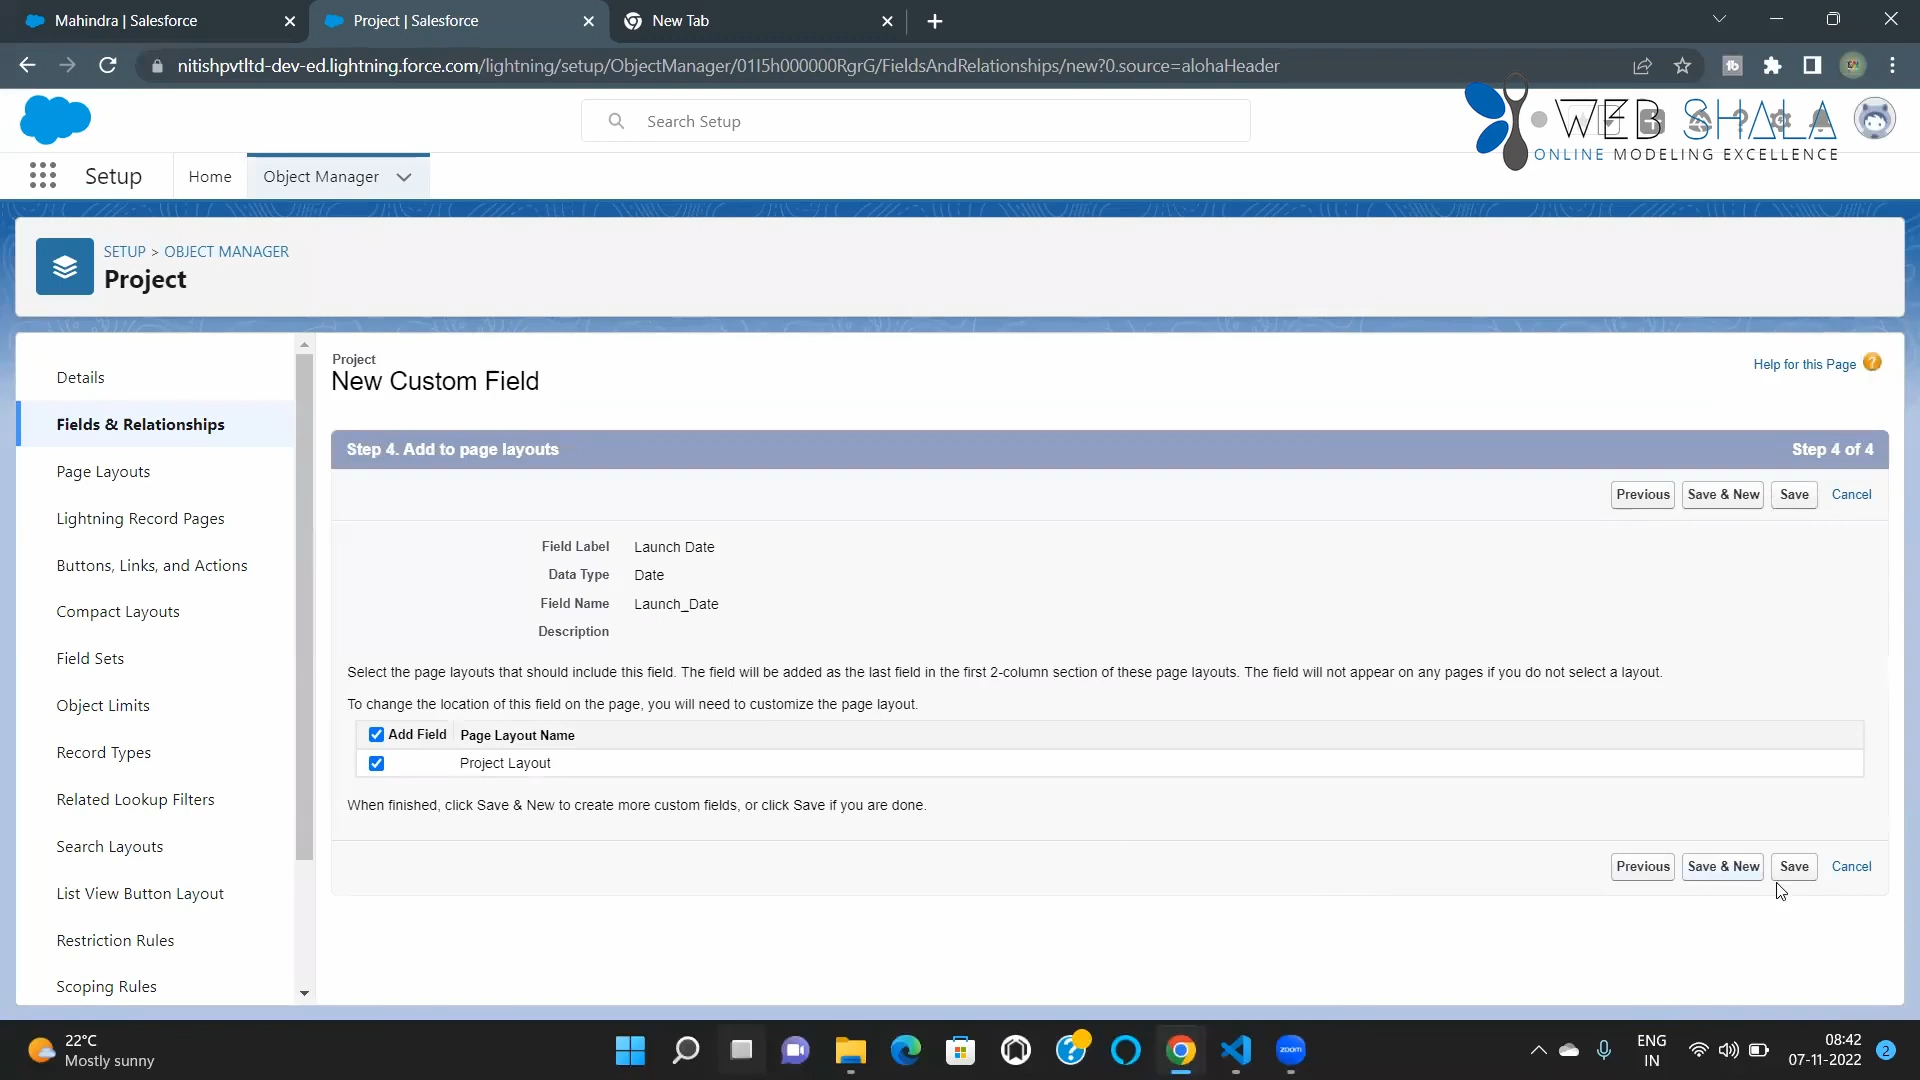 Mahindra | Salesforce
Project | Salesforce
New Tab
nitishpvtltd-dev-ed.lightning.force.com/lightning/setup/ObjectManager/01I5h000000RgrG/FieldsAndRelationships/new?0.source=alohaHeader
Search Setup
WEB SHALA
ONLINE MODELING EXCELLENCE
Setup
Home
Object Manager
SETUP > OBJECT MANAGER
Project
Details
Fields & Relationships
Page Layouts
Lightning Record Pages
Buttons, Links, and Actions
Compact Layouts
Field Sets
Object Limits
Record Types
Related Lookup Filters
Search Layouts
List View Button Layout
Restriction Rules
Scoping Rules
Project
New Custom Field
Help for this Page
Step 4. Add to page layouts
Step 4 of 4
Previous Save & New Save Cancel
Field Label Launch Date
Data Type Date
Field Name Launch_Date
Description
Select the page layouts that should include this field. The field will be added as the last field in the first 2-column section of these page layouts. The field will not appear on any pages if you do not select a layout.
To change the location of this field on the page, you will need to customize the page layout.
Add Field Page Layout Name
Project Layout
When finished, click Save & New to create more custom fields, or click Save if you are done.
Previous Save & New Save Cancel
22°C
Mostly sunny
zoom
ENG
IN
08:42
07-11-2022
2